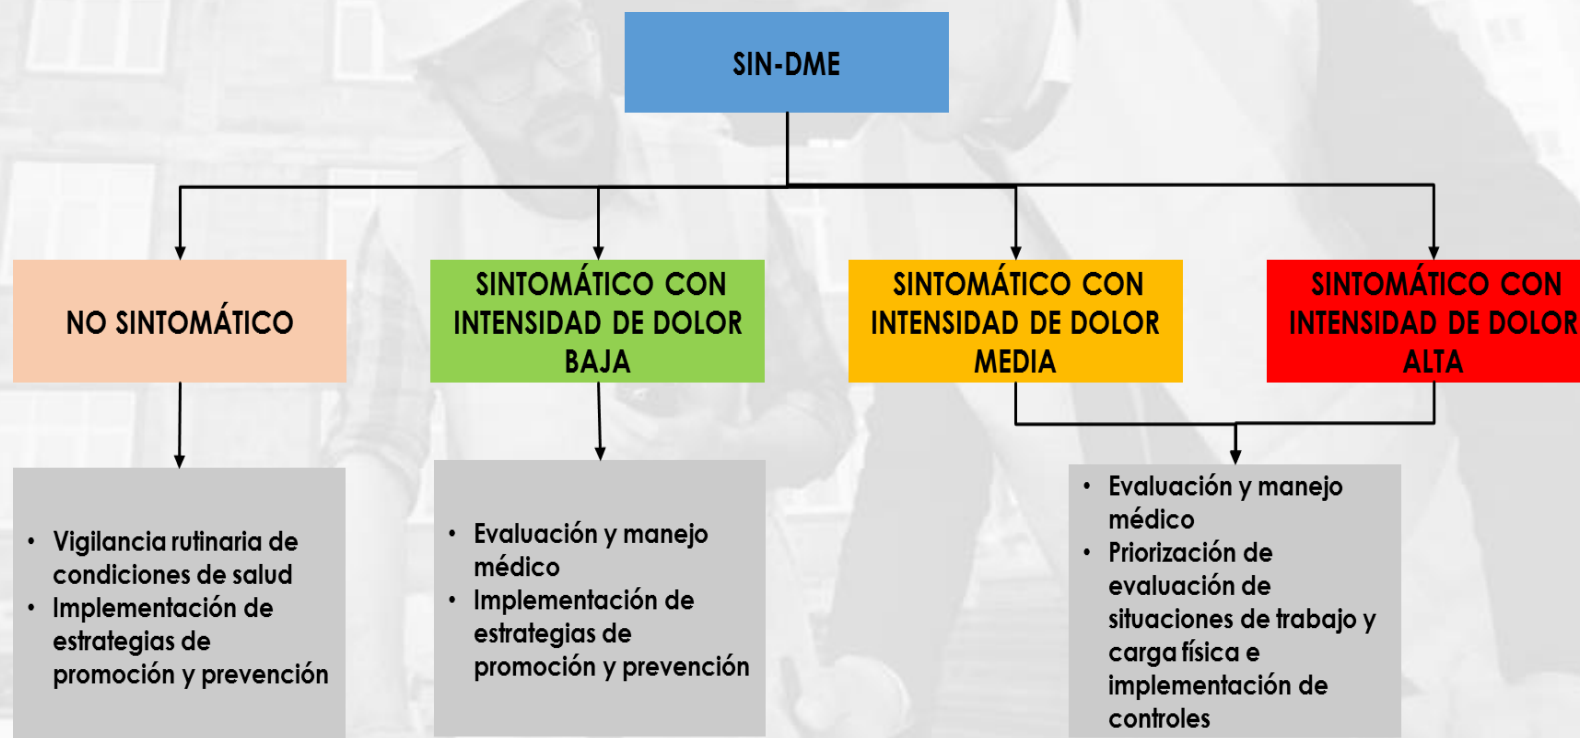 SIN-DME
NO SINTOMÁTICO
SINTOMÁTICO CON
INTENSIDAD DE DOLOR
BAJA
SINTOMÁTICO CON
INTENSIDAD DE DOLOR
MEDIA
SINTOMÁTICO CON
INTENSIDAD DE DOLOR
ALTA
• Vigilancia rutinaria de
condiciones de salud
• Implementación de
estrategias de
promoción y prevención
• Evaluación y manejo
médico
• Implementación de
estrategias de
promoción y prevención
• Evaluación y manejo
médico
• Priorización de
evaluación de
situaciones de trabajo y
carga física e
implementación de
controles